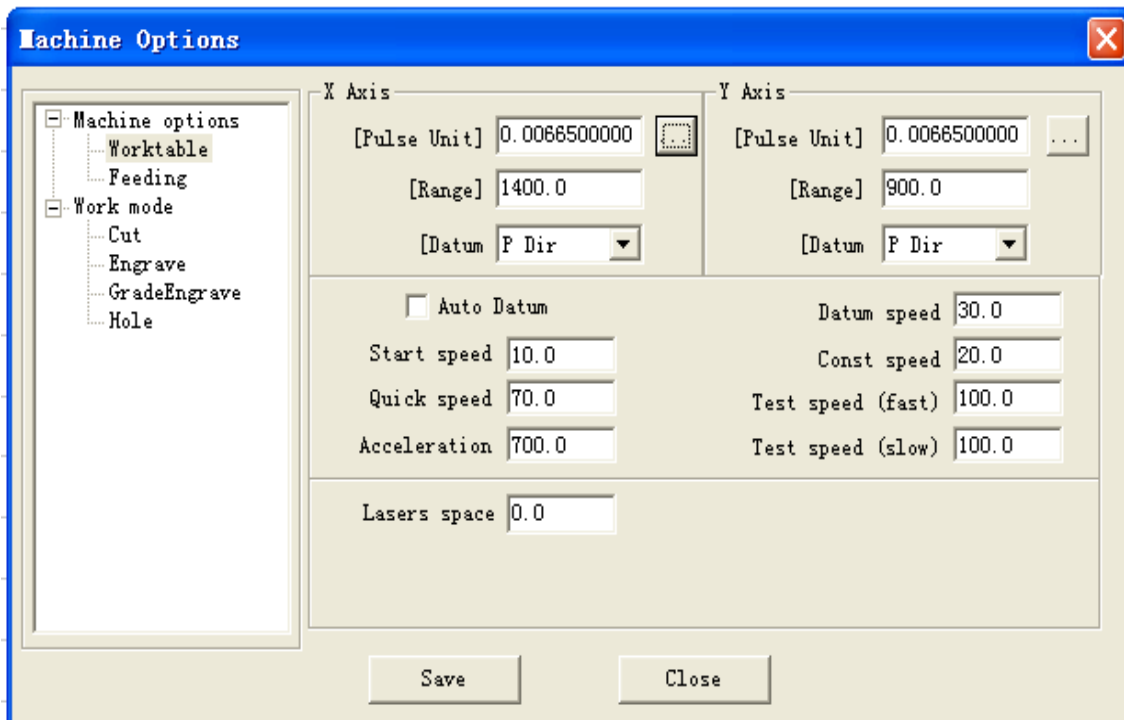 Machine Options
Machine options
Worktable
Feeding
Work mode
Cut
Engrave
GradeEngrave
Hole
X Axis
[Pulse Unit] 0.0066500000 ...
[Range] 1400.0
[Datum P Dir
Y Axis
[Pulse Unit] 0.0066500000 ...
[Range] 900.0
[Datum P Dir
Auto Datum
Start speed 10.0
Quick speed 70.0
Acceleration 700.0
Datum speed 30.0
Const speed 20.0
Test speed (fast) 100.0
Test speed (slow) 100.0
Lasers space 0.0
Save
Close